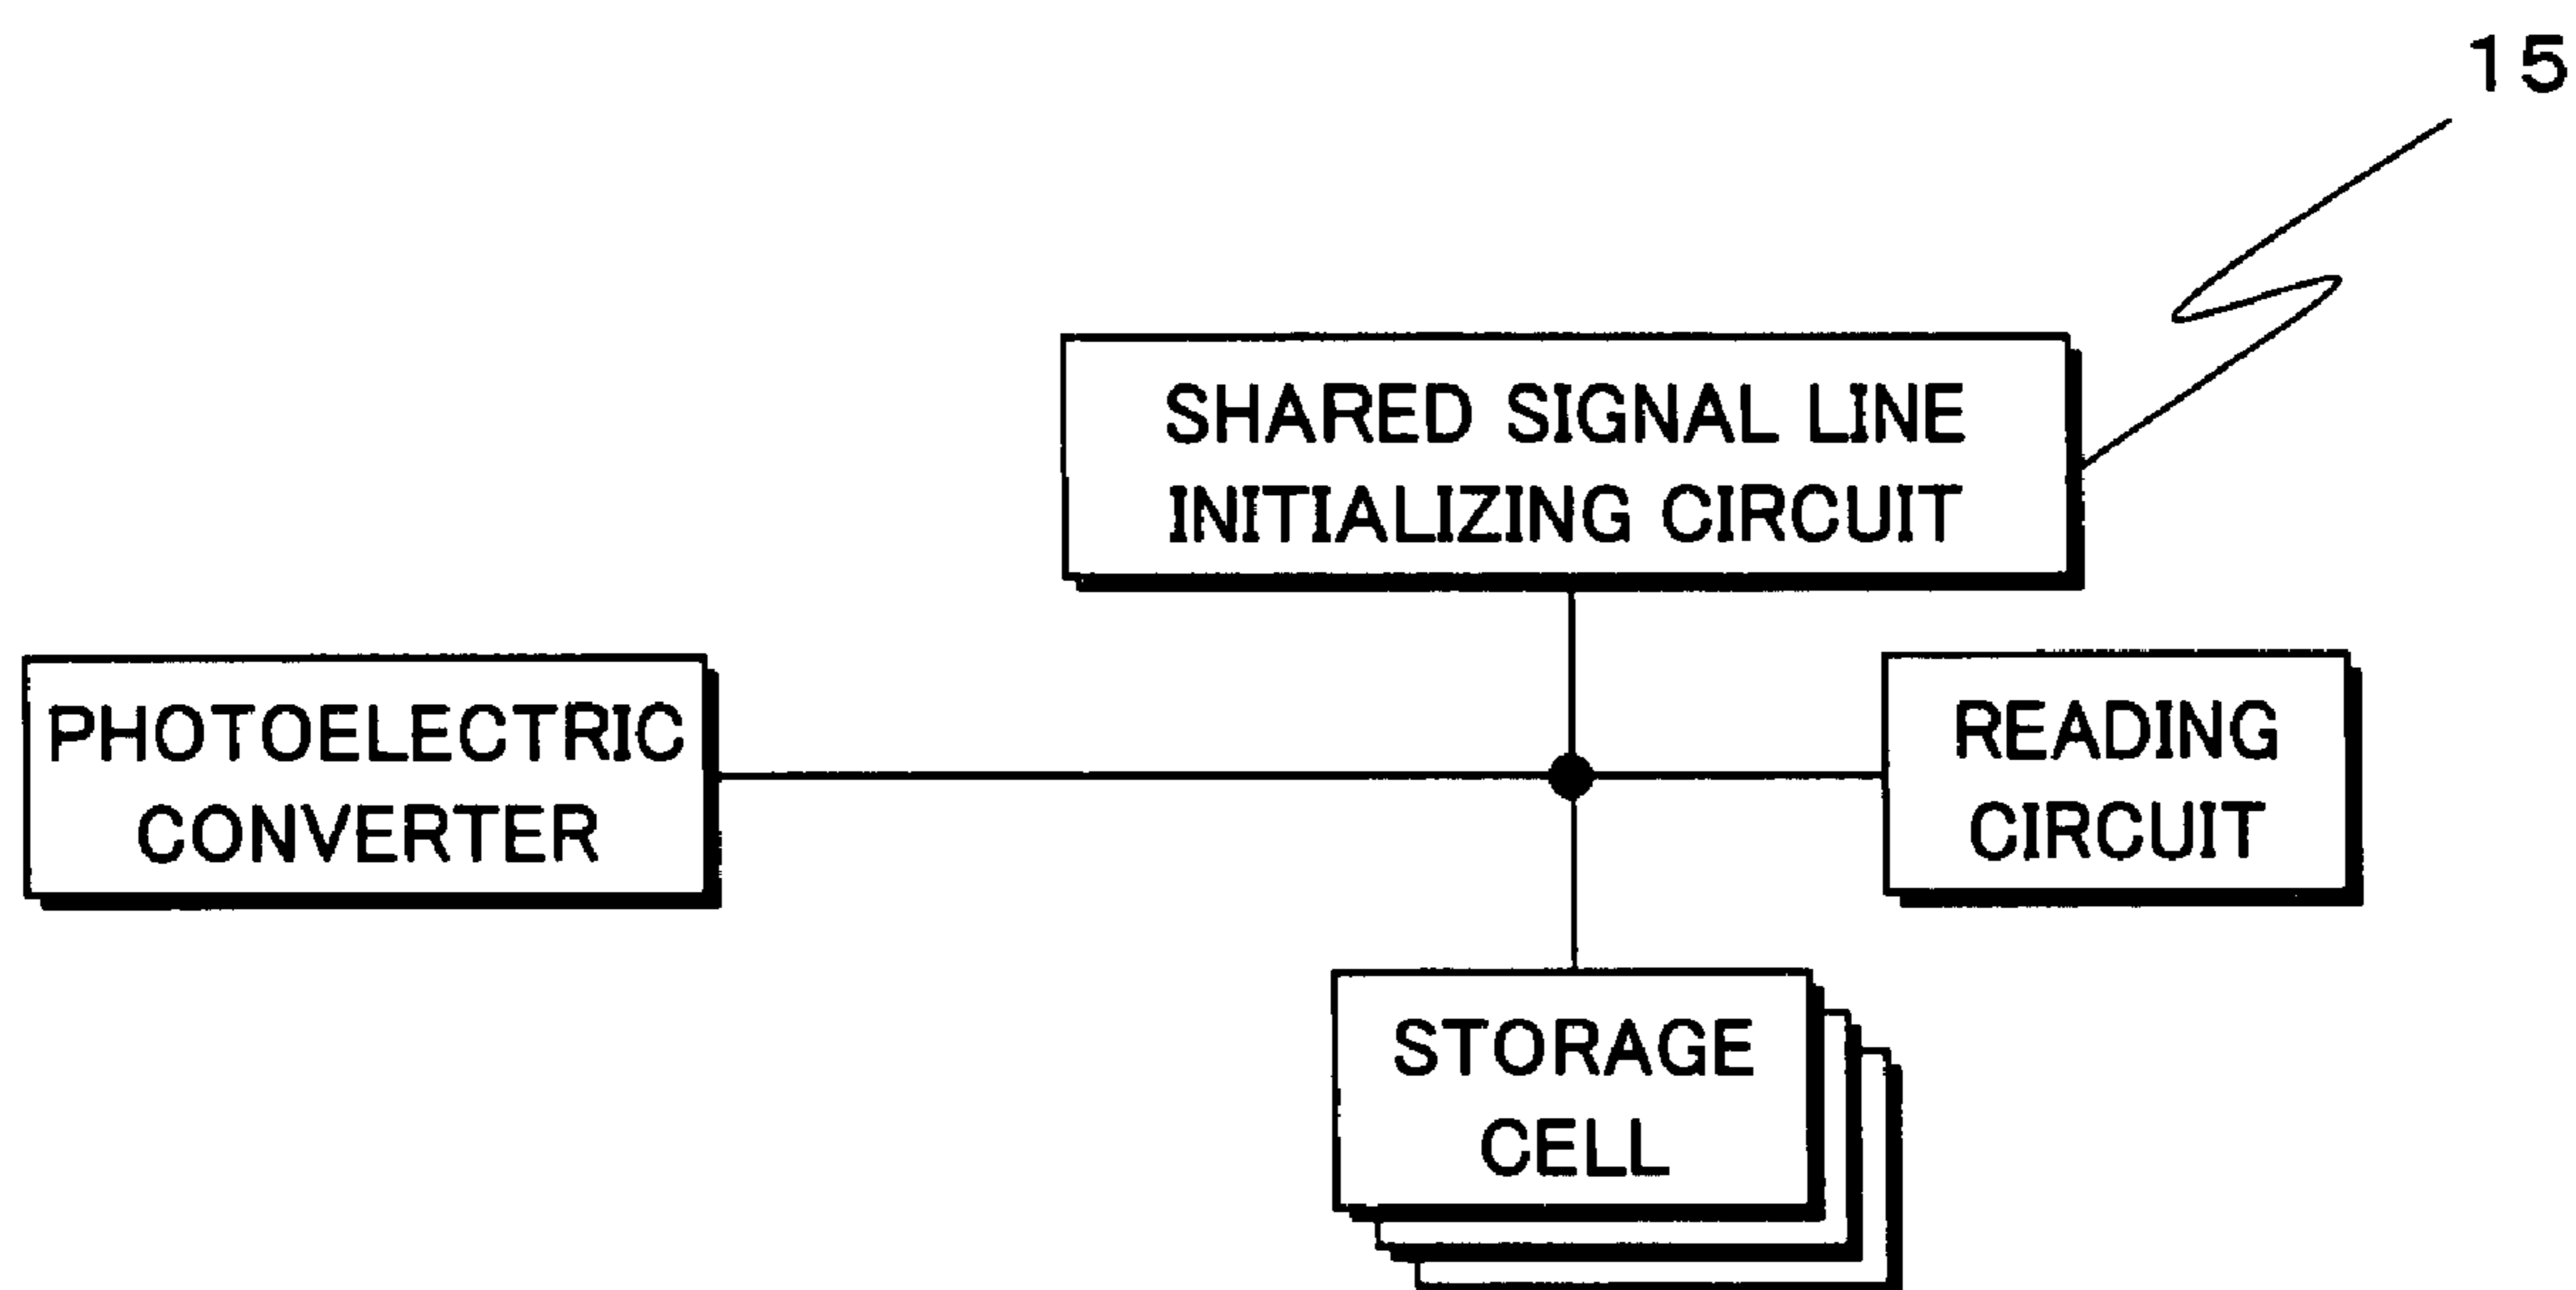 15
SHARED SIGNAL LINE
INITIALIZING CIRCUIT
PHOTOELECTRIC
CONVERTER
READING
CIRCUIT
STORAGE
CELL